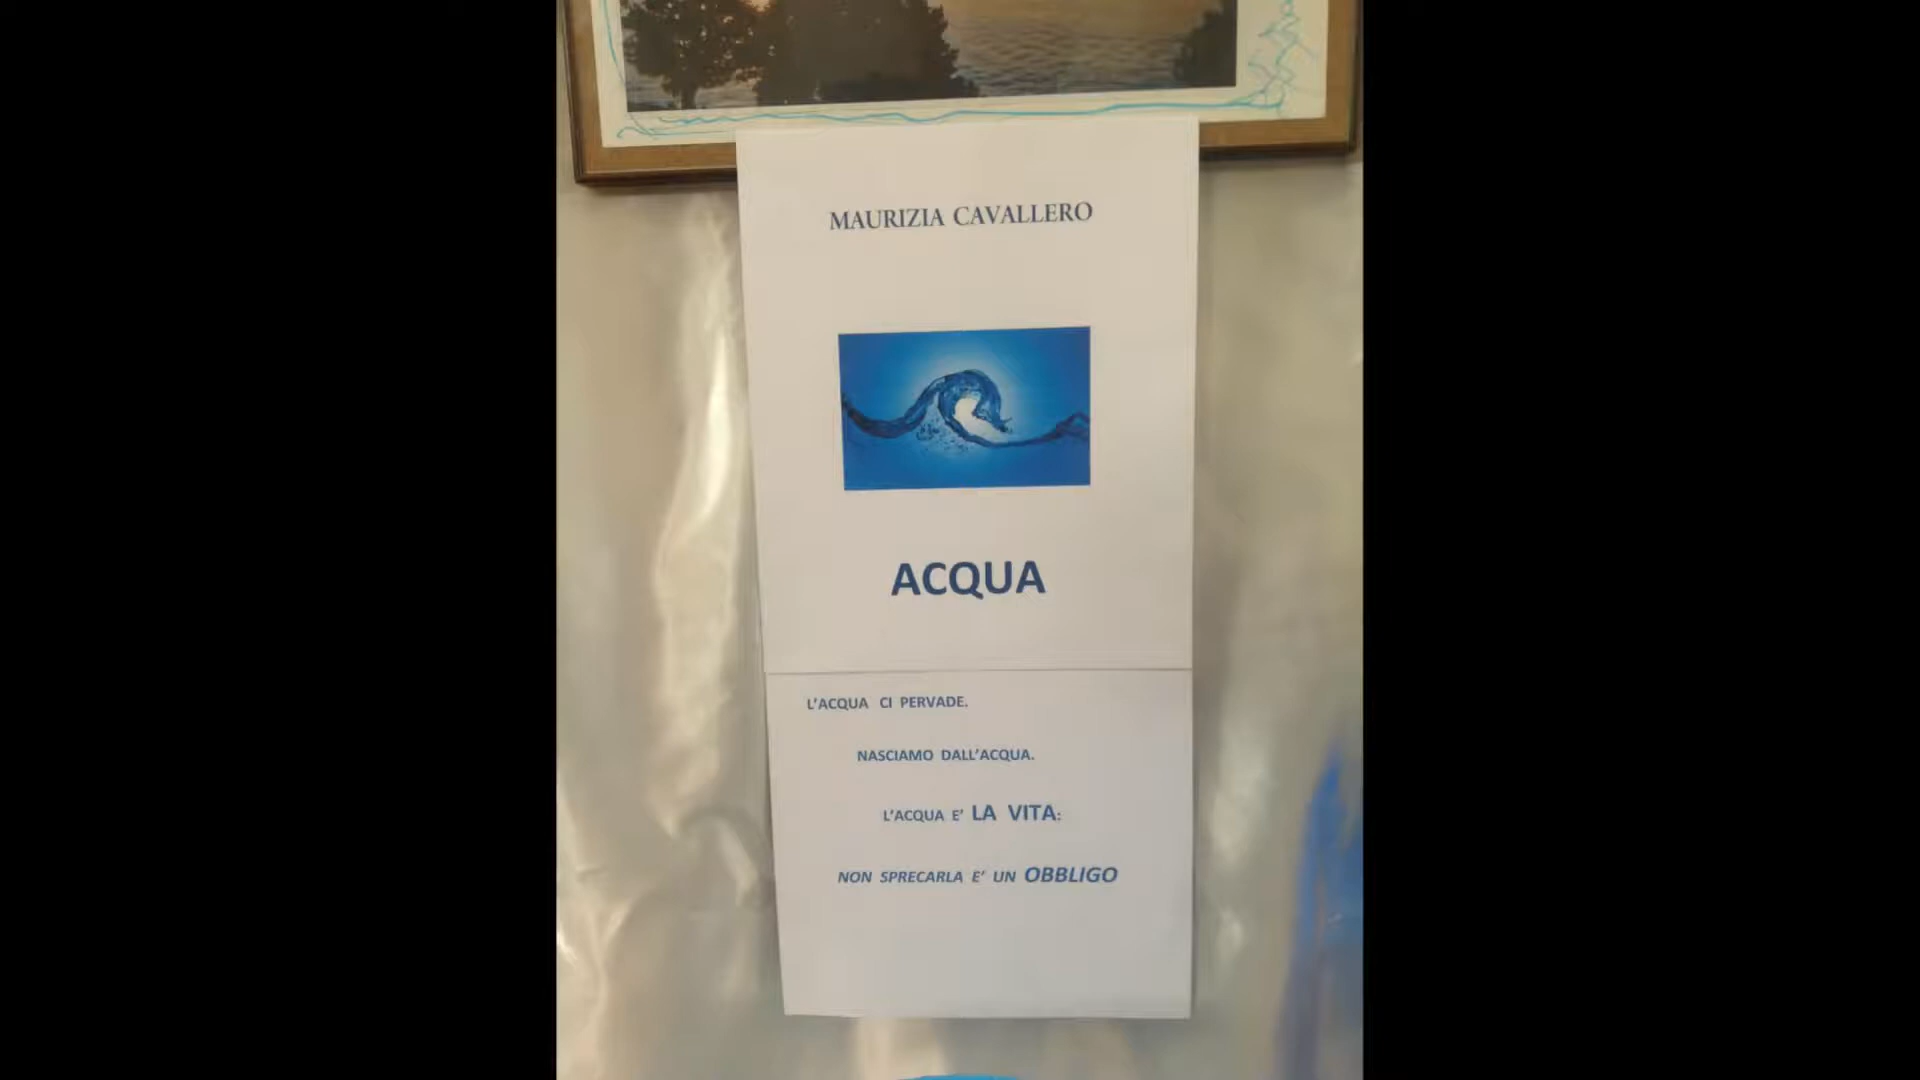 MAURIZIA CAVALLERO
ACQUA
L'ACQUA CI PERVADE.
NASCIAMO DALL'ACQUA.
L'ACQUA E' LA VITA:
NON SPRECARLA E' UN OBBLIGO